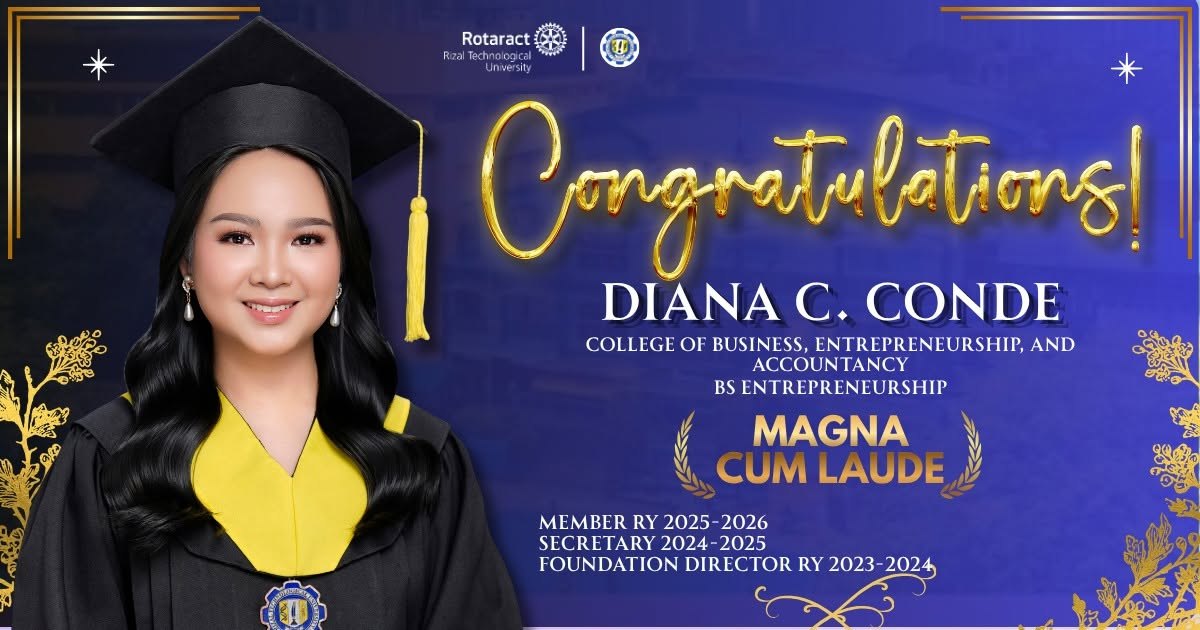 Rotaract
Rizal Technological
University
Congratulations!
DIANA C. CONDE
COLLEGE OF BUSINESS, ENTREPRENEURSHIP, AND
ACCOUNTANCY
BS ENTREPRENEURSHIP
MAGNA
CUM LAUDE
MEMBER RY 2025-2026
SECRETARY 2024-2025
FOUNDATION DIRECTOR RY 2023-2024